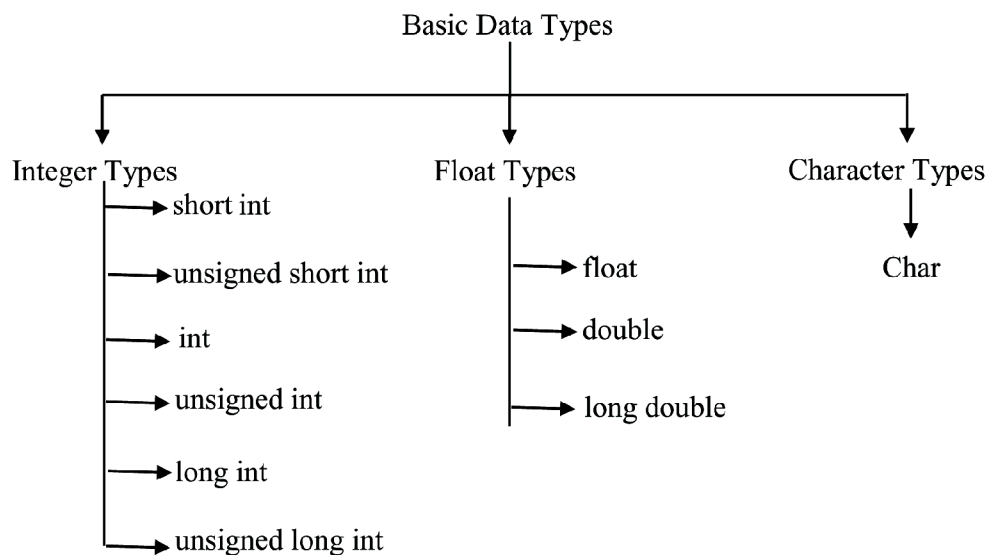 Basic Data Types
Integer Types
short int
unsigned short int
int
unsigned int
long int
unsigned long int
Float Types
float
double
long double
Character Types
Char